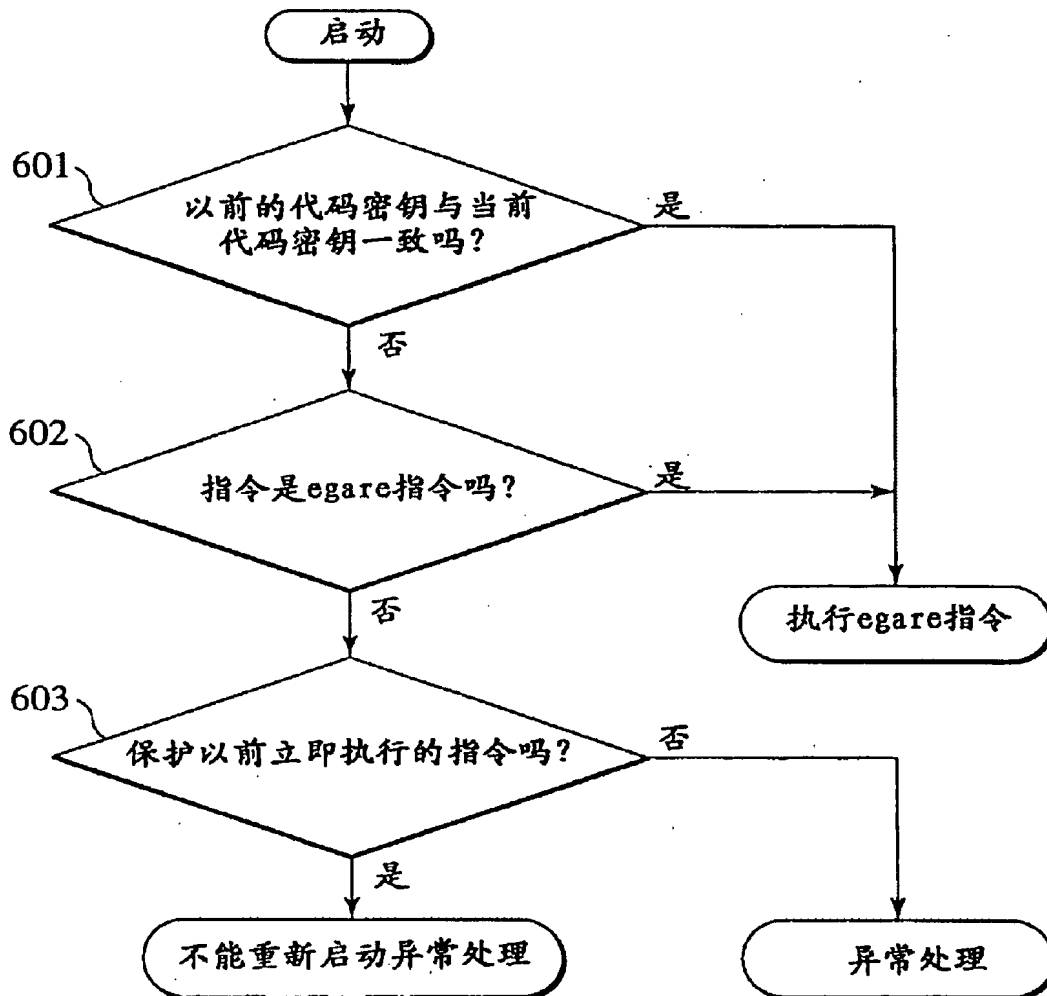 启动
601
以前的代码密钥与当前
代码密钥一致吗？
是
否
602
指令是egare指令吗？
是
否
执行egare指令
603
保护以前立即执行的指令吗？
否
是
不能重新启动异常处理
异常处理